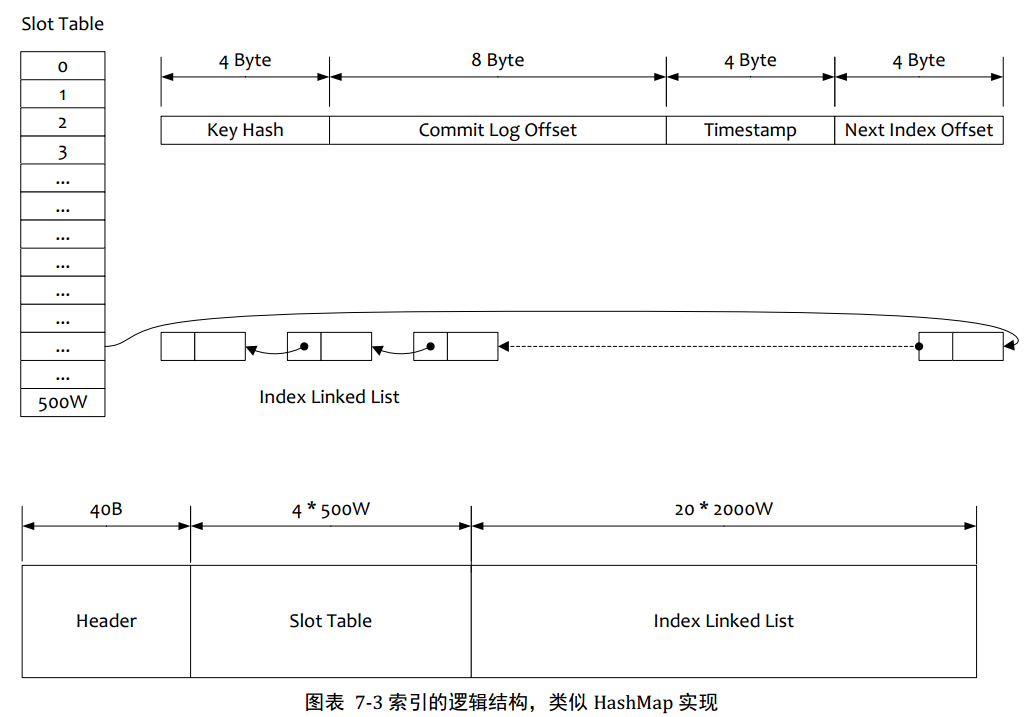 Slot Table
0
1
2
3
...
...
...
...
...
...
...
...
500W
4 Byte 8 Byte 4 Byte 4 Byte
Key Hash Commit Log Offset Timestamp Next Index Offset
Index Linked List
40B 4 * 500W 20 * 2000W
Header Slot Table Index Linked List
图表 7-3 索引的逻辑结构，类似 HashMap 实现